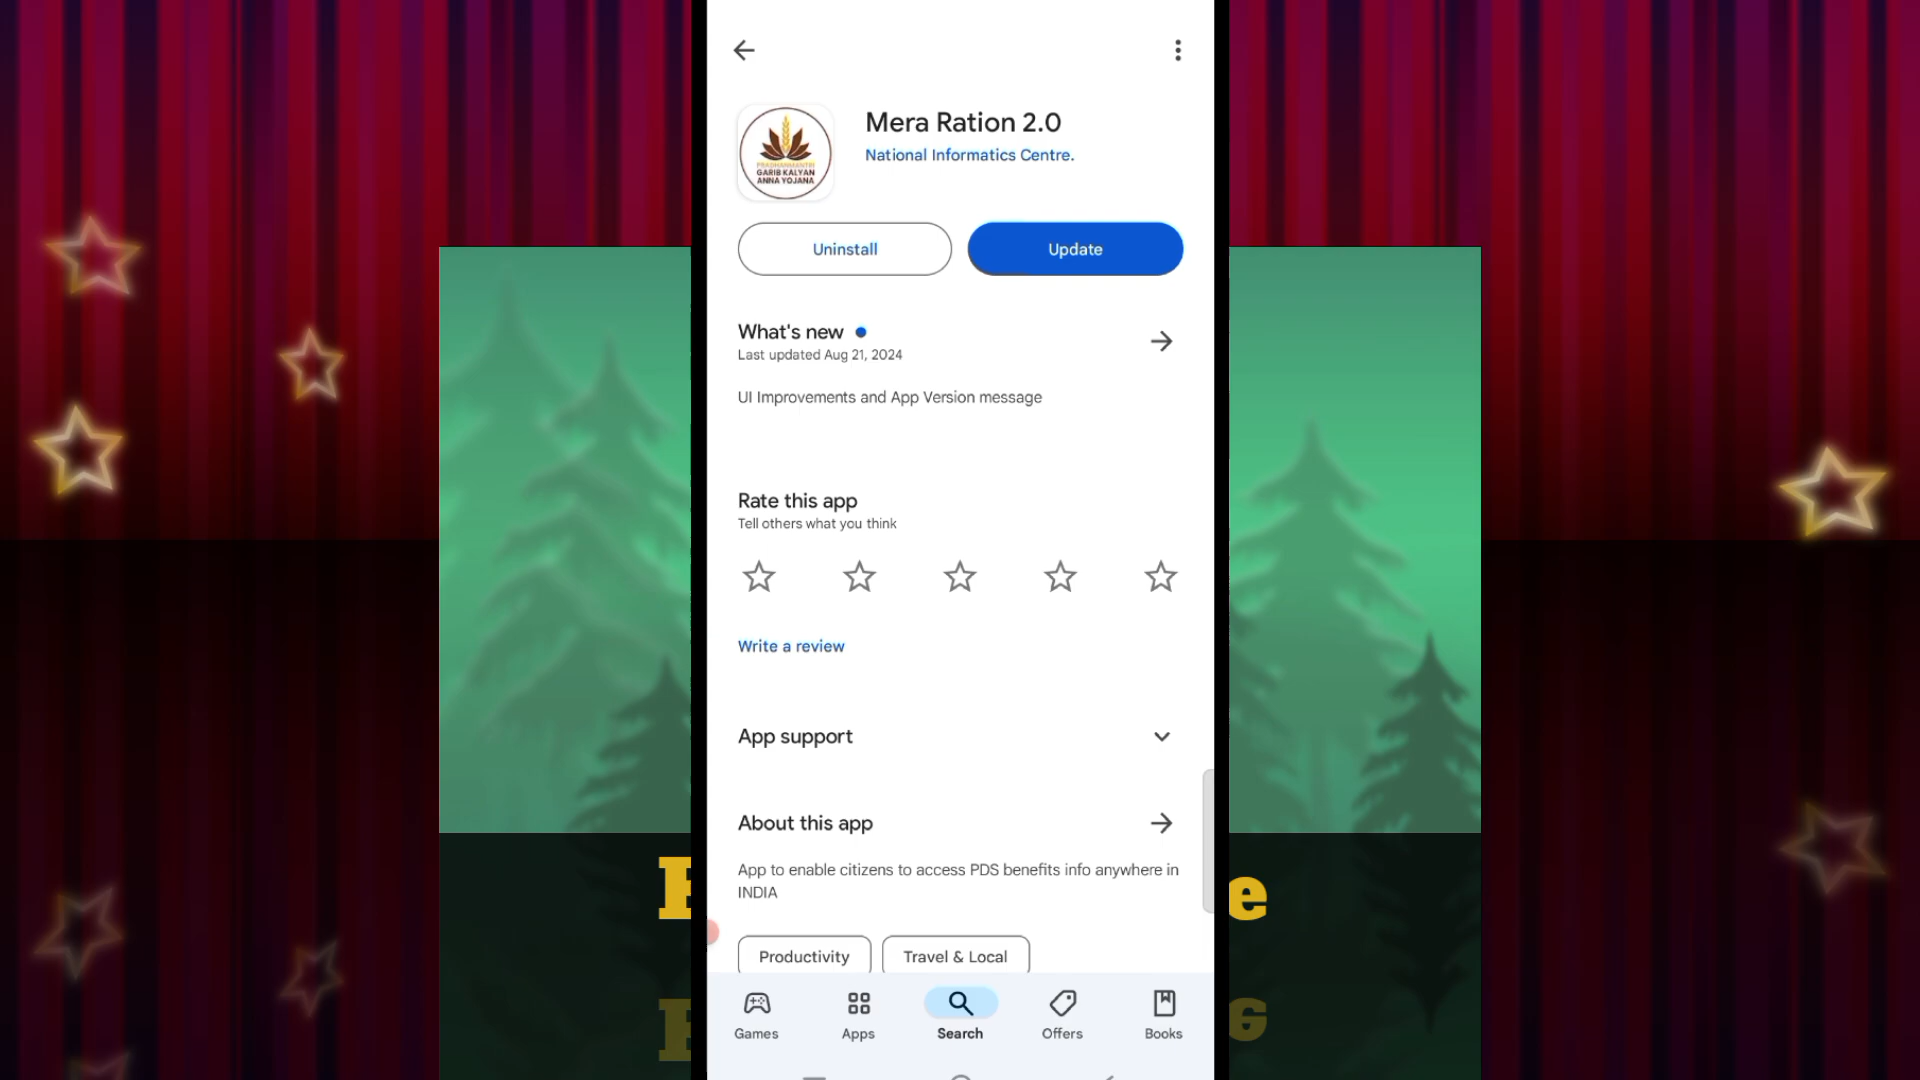 Mera Ration 2.0
National Informatics Centre.
PRADHANMANTRI
GARIB KALYAN
ANNA YOJANA
Uninstall
Update
What's new
Last updated Aug 21, 2024
UI Improvements and App Version message
Rate this app
Tell others what you think
Write a review
App support
About this app
App to enable citizens to access PDS benefits info anywhere in
INDIA
Productivity
Travel & Local
e
Games
Apps
Search
Offers
Books